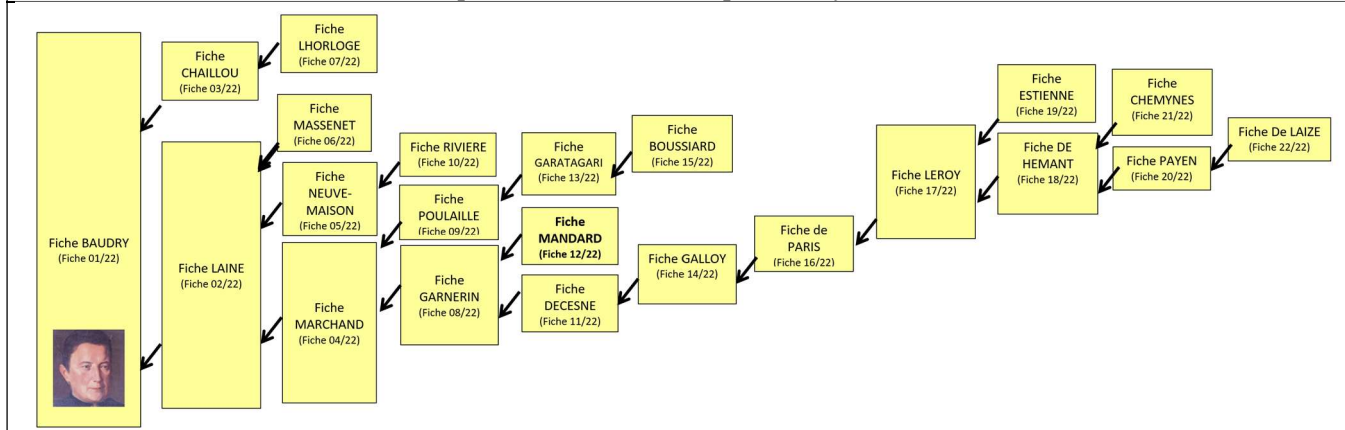 Fiche BAUDRY
(Fiche 01/22)
Fiche
CHAILLOU
(Fiche 03/22)
Fiche LAINE
(Fiche 02/22)
Fiche
LHORLOGE
(Fiche 07/22)
Fiche
MASSENET
(Fiche 06/22)
Fiche
NEUVE-
MAISON
(Fiche 05/22)
Fiche
MARCHAND
(Fiche 04/22)
Fiche RIVIERE
(Fiche 10/22)
Fiche
POULAILLE
(Fiche 09/22)
Fiche
GARNERIN
(Fiche 08/22)
Fiche
GARATAGARI
(Fiche 13/22)
Fiche
MANDARD
(Fiche 12/22)
Fiche
DECESNE
(Fiche 11/22)
Fiche
BOUSSIARD
(Fiche 15/22)
Fiche GALLOY
(Fiche 14/22)
Fiche de
PARIS
(Fiche 16/22)
Fiche LEROY
(Fiche 17/22)
Fiche
ESTIENNE
(Fiche 19/22)
Fiche DE
HEMANT
(Fiche 18/22)
Fiche
CHEMYNES
(Fiche 21/22)
Fiche PAYEN
(Fiche 20/22)
Fiche De LAIZE
(Fiche 22/22)